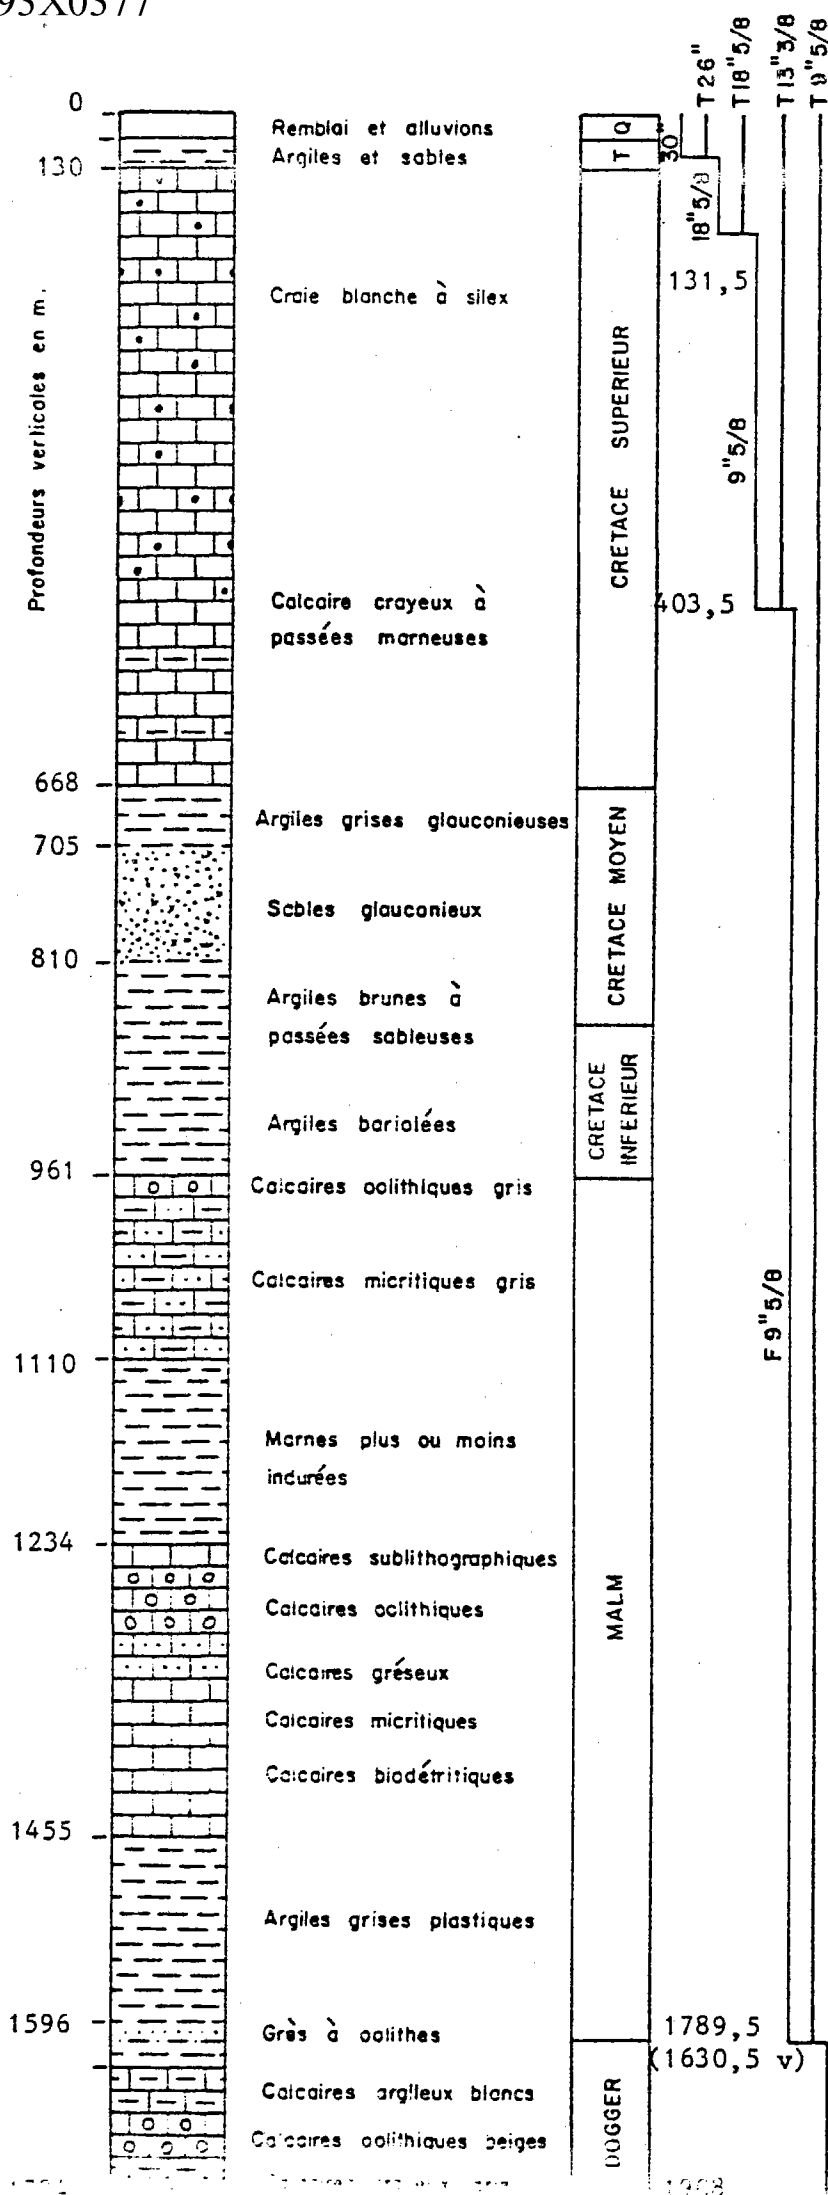 93X0377
T26"
T18"5/8
T13"3/8
T9"5/8
0
Remblai et alluvions
Q
30"
Argiles et sables
T
130
18"5/8
131,5
Craie blanche à silex
Profondeurs verticales en m.
CRETACE SUPERIEUR
9"5/8
Calcaire crayeux à
passées marneuses
403,5
668
Argiles grises glauconieuses
705
CRETACE MOYEN
Sables glauconieux
810
Argiles brunes à
passées sableuses
CRETACE
INFERIEUR
Argiles bariolées
961
Calcaires oolithiques gris
Calcaires micritiques gris
F9"5/8
1110
Marnes plus ou moins
indurées
1234
Calcaires sublithographiques
Calcaires oolithiques
MALM
Calcaires gréseux
Calcaires micritiques
Calcaires biodétritiques
1455
Argiles grises plastiques
1596
Grès à oolithes
1789,5
(1630,5 v)
Calcaires argileux blancs
DOGGER
Calcaires oolithiques beiges
1968